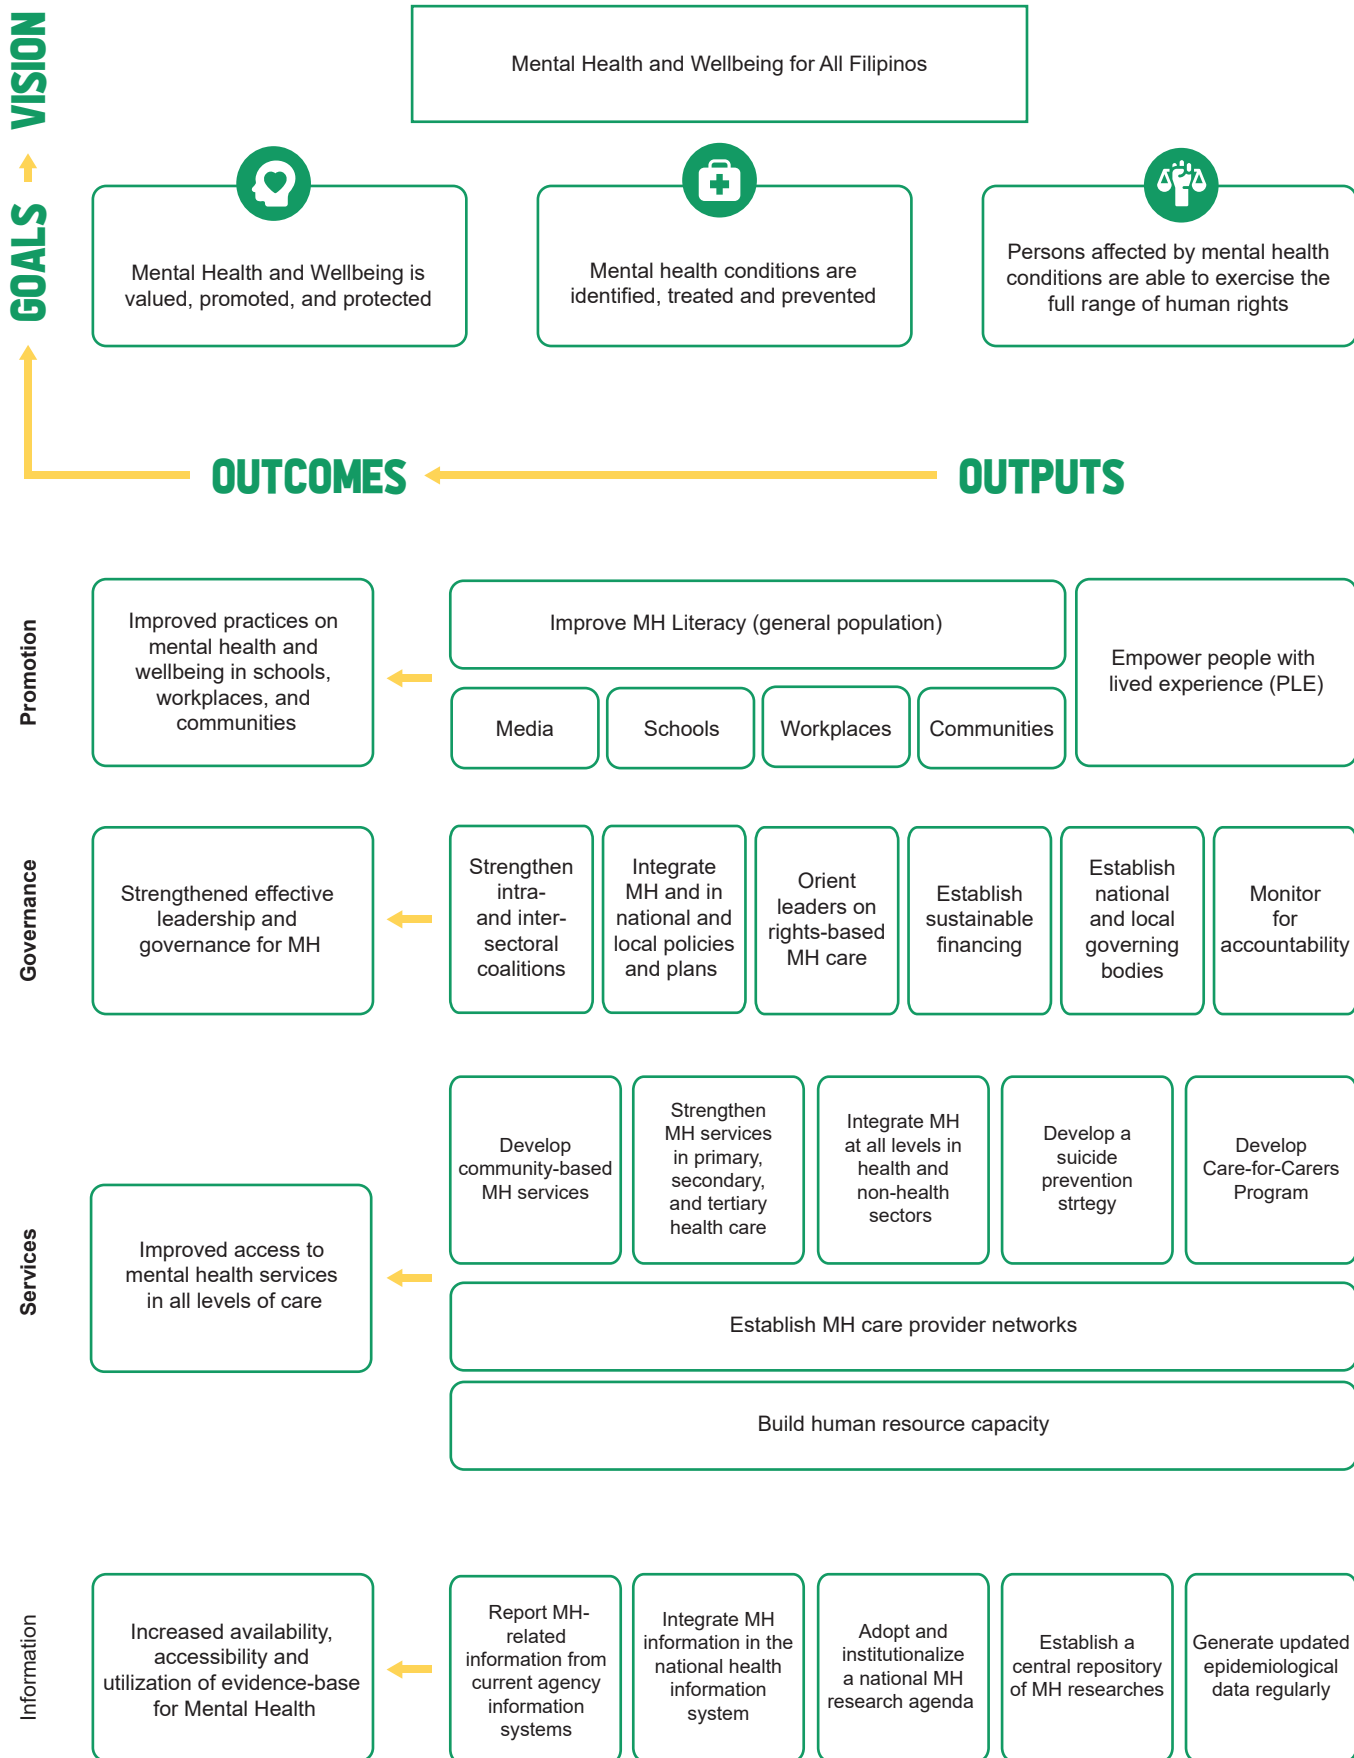 VISION
Mental Health and Wellbeing for All Filipinos
GOALS
Mental Health and Wellbeing is
valued, promoted, and protected
Mental health conditions are
identified, treated and prevented
Persons affected by mental health
conditions are able to exercise the
full range of human rights
OUTCOMES
OUTPUTS
Promotion
Improved practices on
mental health and
wellbeing in schools,
workplaces, and
communities
Improve MH Literacy (general population)
Media
Schools
Workplaces
Communities
Empower people with
lived experience (PLE)
Governance
Strengthened effective
leadership and
governance for MH
Strengthen
intra-
and inter-
sectoral
coalitions
Integrate
MH and in
national and
local policies
and plans
Orient
leaders on
rights-based
MH care
Establish
sustainable
financing
Establish
national
and local
governing
bodies
Monitor
for
accountability
Services
Improved access to
mental health services
in all levels of care
Develop
community-based
MH services
Strengthen
MH services
in primary,
secondary,
and tertiary
health care
Integrate MH
at all levels in
health and
non-health
sectors
Develop a
suicide
prevention
strtegy
Develop
Care-for-Carers
Program
Establish MH care provider networks
Build human resource capacity
Information
Increased availability,
accessibility and
utilization of evidence-base
for Mental Health
Report MH-
related
information from
current agency
information
systems
Integrate MH
information in the
national health
information
system
Adopt and
institutionalize
a national MH
research agenda
Establish a
central repository
of MH researches
Generate updated
epidemiological
data regularly